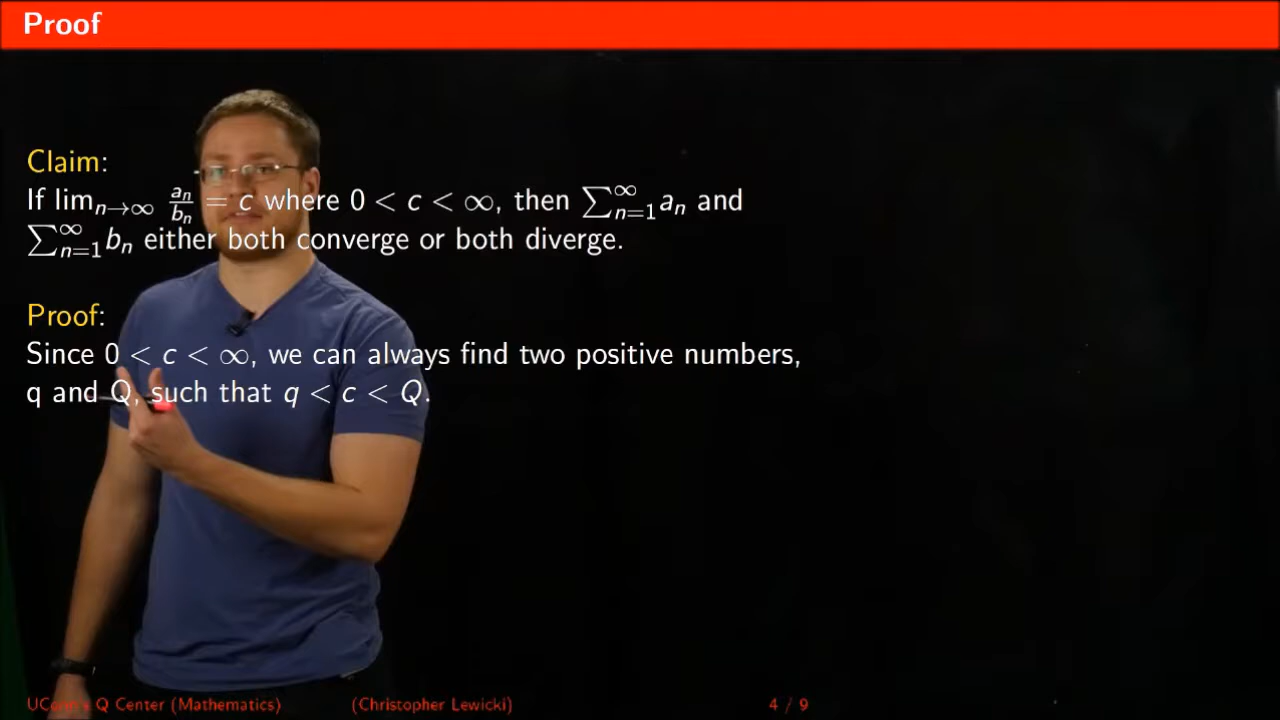 Proof
Claim:
If lim_{n→∞} \frac{a_n}{b_n} = c where 0 < c < ∞, then ∑_{n=1}^{∞} a_n and
∑_{n=1}^{∞} b_n either both converge or both diverge.
Proof:
Since 0 < c < ∞, we can always find two positive numbers,
q and Q, such that q < c < Q.
UConn's Q Center (Mathematics) (Christopher Lewicki) 4 / 9